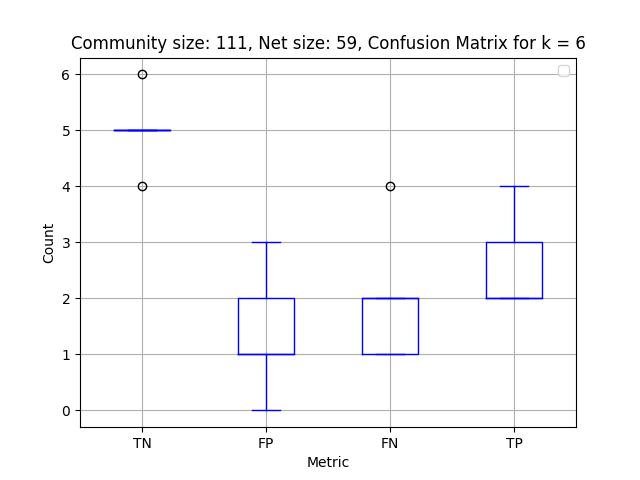 Community size: 111, Net size: 59, Confusion Matrix for k = 6
6
5
4
3
2
1
0
Count
TN FP FN TP
Metric